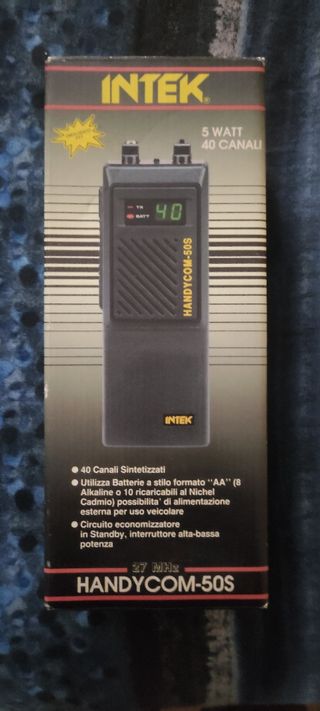 INTEK®
5 WATT
40 CANALI
TX
BATT
40
HANDYCOM-50S
INTEK
● 40 Canali Sintetizzati
● Utilizza Batterie a stilo formato "AA" (8
Alkaline o 10 ricaricabili al Nichel
Cadmio) possibilita' di alimentazione
esterna per uso veicolare
● Circuito economizzatore
in Standby, interruttore alta-bassa
potenza
27 MHz
HANDYCOM-50S